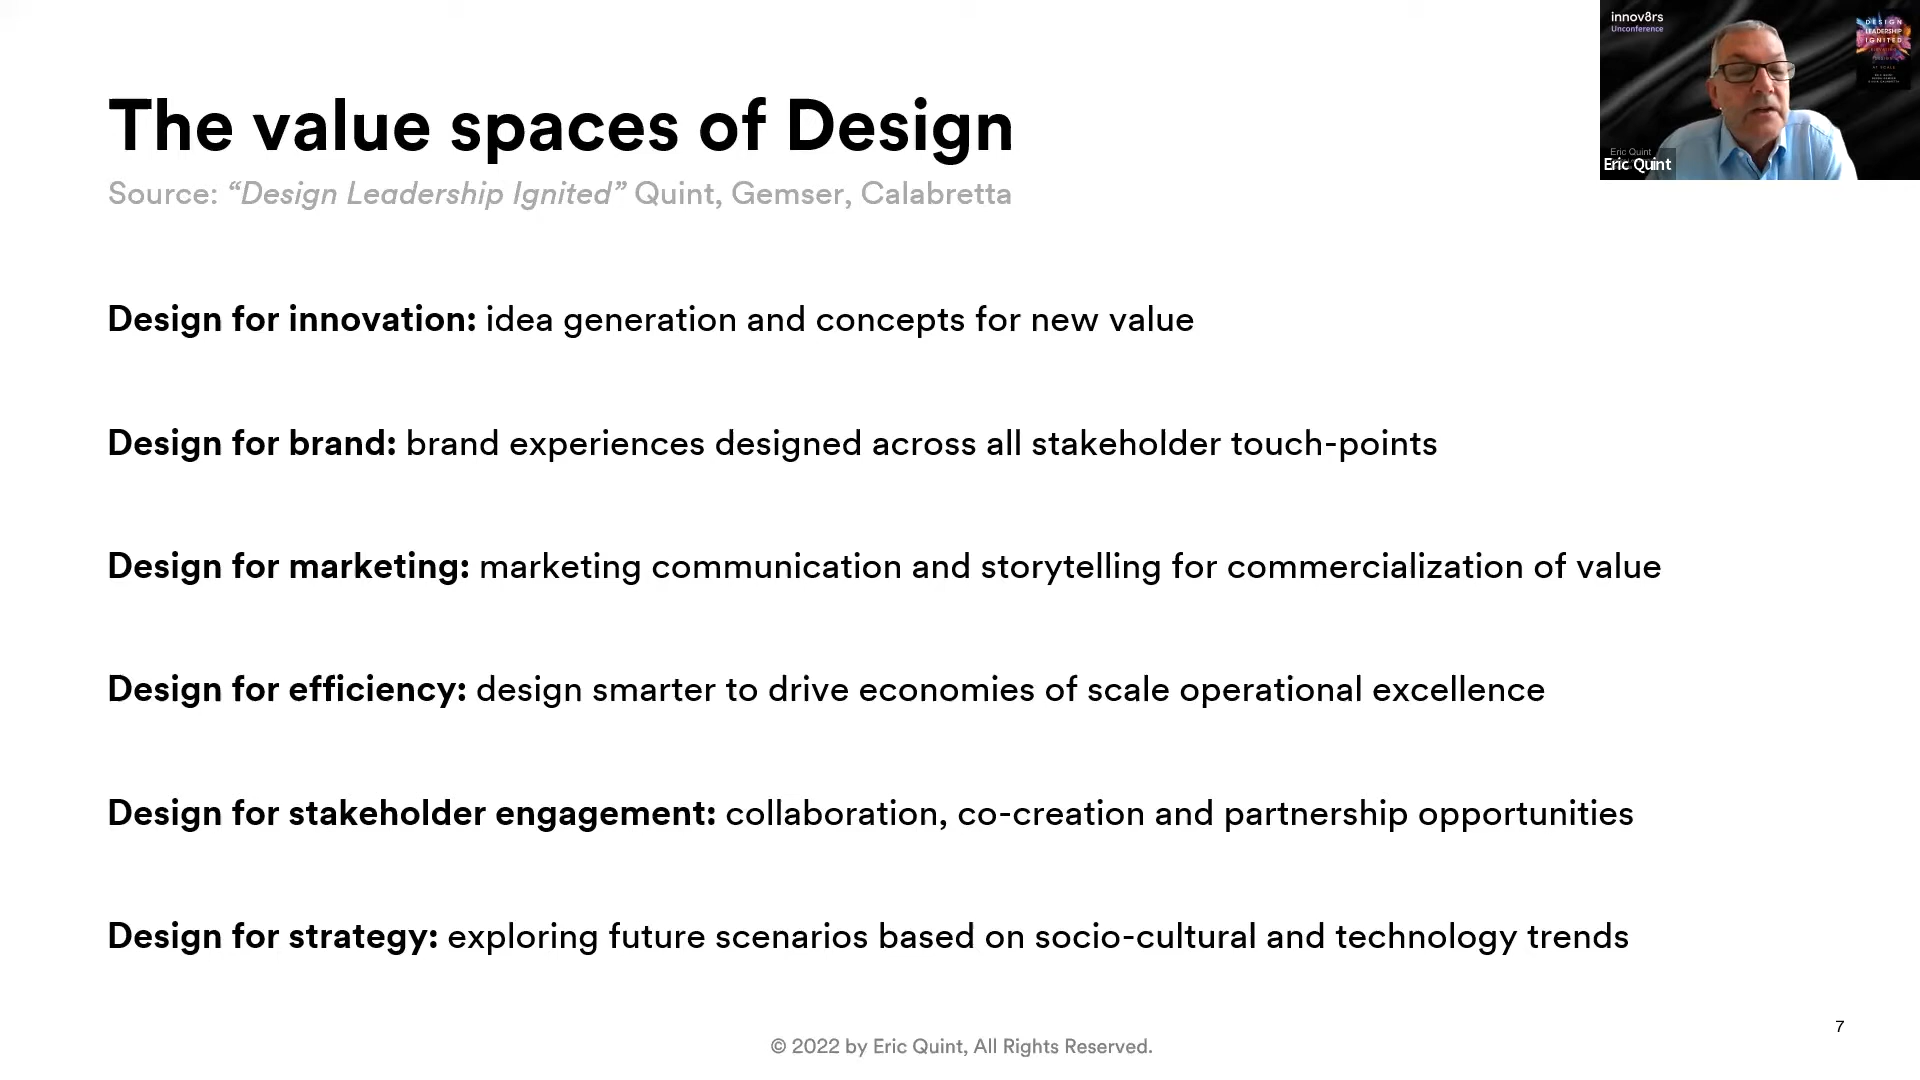 The value spaces of Design
Source: “Design Leadership Ignited” Quint, Gemser, Calabretta
Design for innovation: idea generation and concepts for new value
Design for brand: brand experiences designed across all stakeholder touch-points
Design for marketing: marketing communication and storytelling for commercialization of value
Design for efficiency: design smarter to drive economies of scale operational excellence
Design for stakeholder engagement: collaboration, co-creation and partnership opportunities
Design for strategy: exploring future scenarios based on socio-cultural and technology trends
© 2022 by Eric Quint, All Rights Reserved.
7
innov8rs
Unconference
DESIGN
LEADERSHIP
IGNITED
Eric Quint
Eric Quint